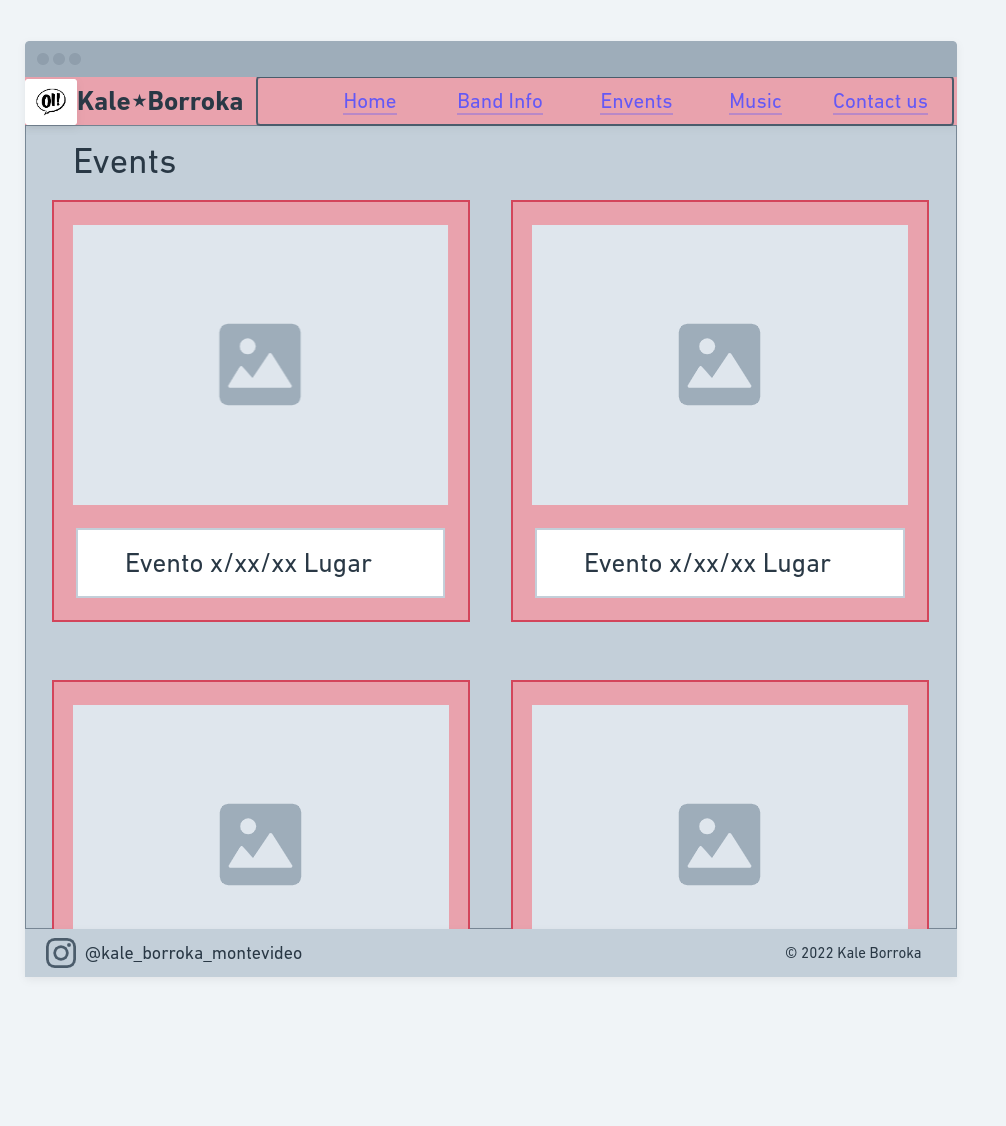 OI!
Kale★Borroka
Home Band Info Envents Music Contact us
Events
Evento x/xx/xx Lugar
Evento x/xx/xx Lugar
@kale_borroka_montevideo
© 2022 Kale Borroka